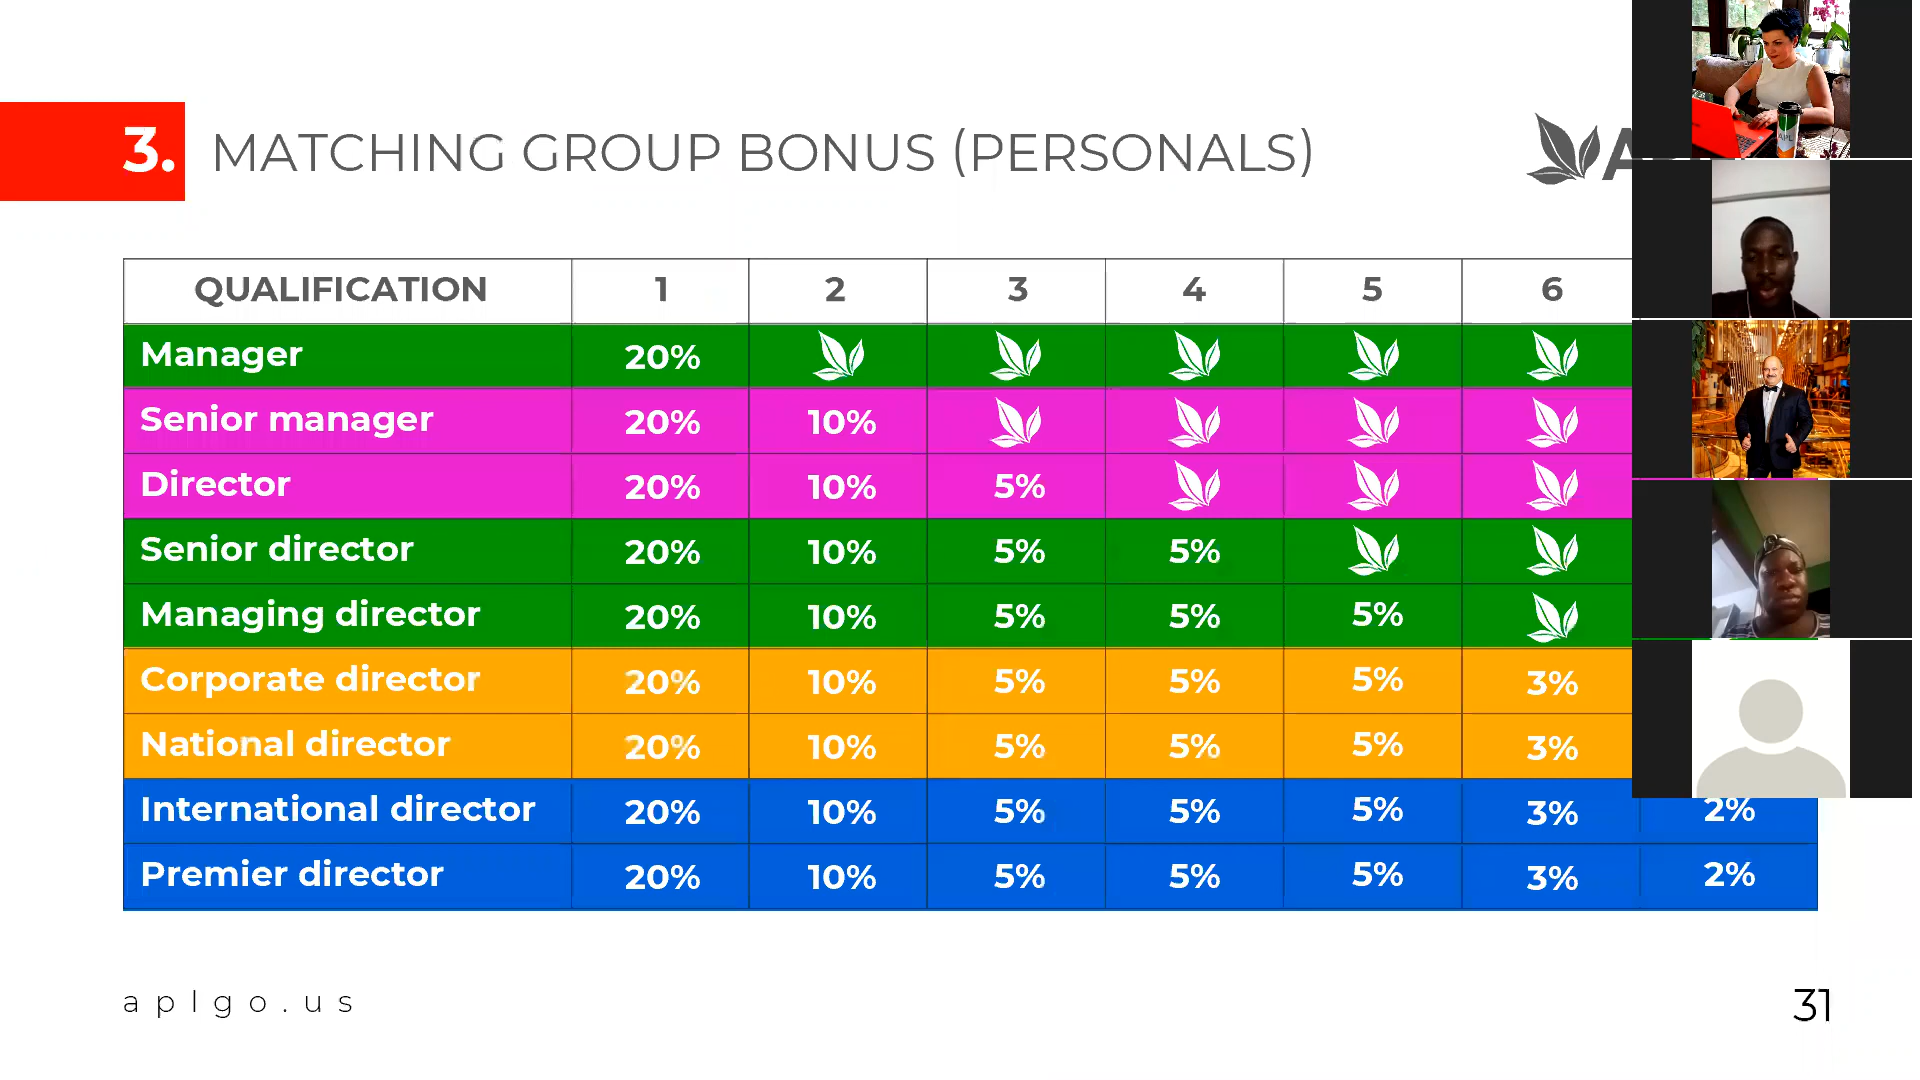 3. MATCHING GROUP BONUS (PERSONALS)
QUALIFICATION 1 2 3 4 5 6
Manager 20%
Senior manager 20% 10%
Director 20% 10% 5%
Senior director 20% 10% 5% 5%
Managing director 20% 10% 5% 5% 5%
Corporate director 20% 10% 5% 5% 5% 3%
National director 20% 10% 5% 5% 5% 3%
International director 20% 10% 5% 5% 5% 3% 2%
Premier director 20% 10% 5% 5% 5% 3% 2%
aplgo.us
31